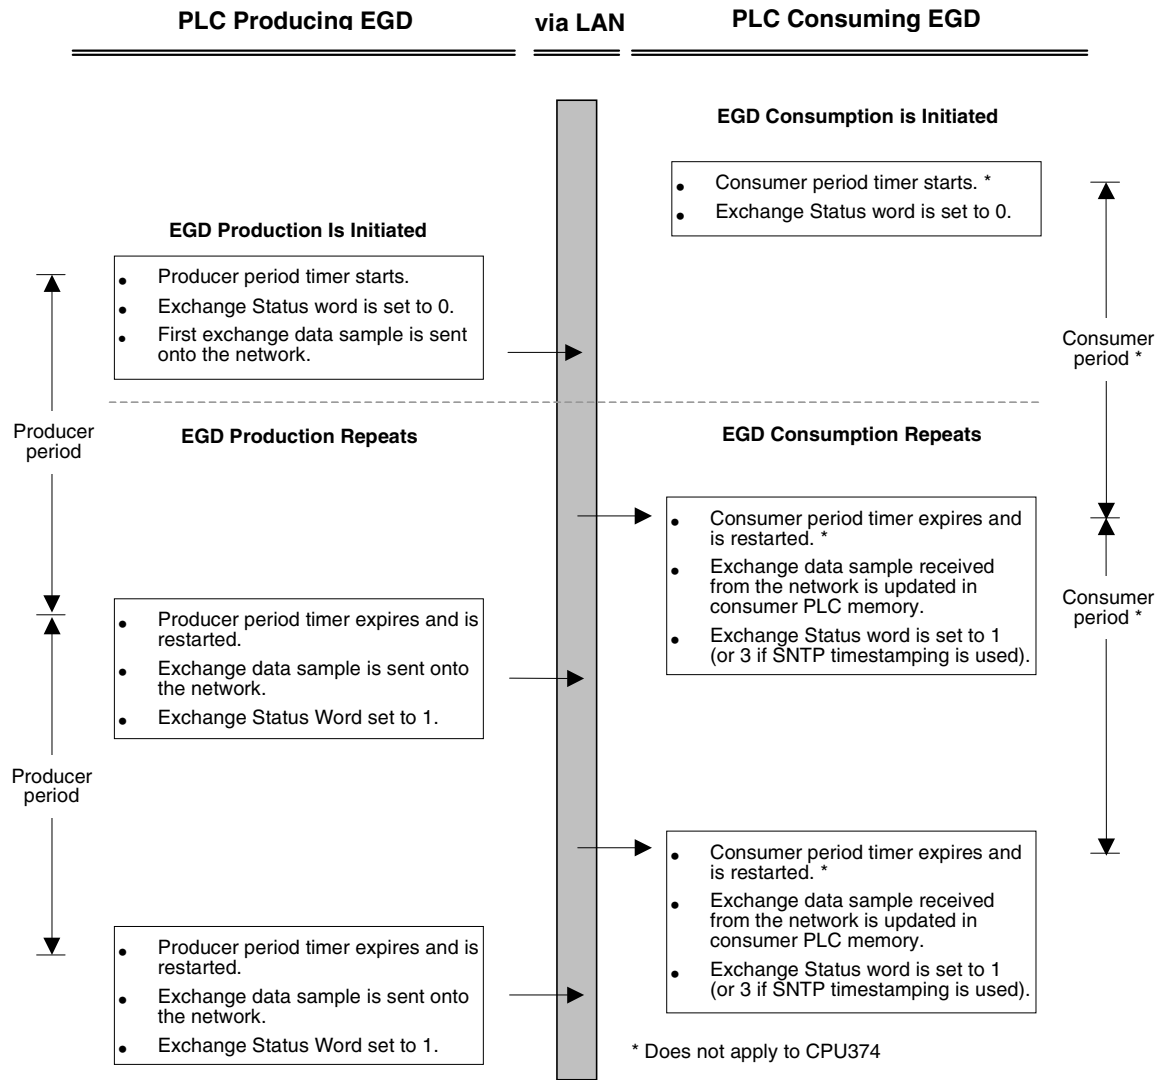 PLC Producing EGD
via LAN
PLC Consuming EGD
EGD Consumption is Initiated
• Consumer period timer starts. *
• Exchange Status word is set to 0.
EGD Production Is Initiated
• Producer period timer starts.
• Exchange Status word is set to 0.
• First exchange data sample is sent
onto the network.
Consumer
period *
Producer
period
EGD Production Repeats
EGD Consumption Repeats
• Consumer period timer expires and
is restarted. *
• Exchange data sample received
from the network is updated in
consumer PLC memory.
• Exchange Status word is set to 1
(or 3 if SNTP timestamping is used).
Consumer
period *
• Producer period timer expires and is
restarted.
• Exchange data sample is sent onto
the network.
• Exchange Status Word set to 1.
Producer
period
• Consumer period timer expires and
is restarted. *
• Exchange data sample received
from the network is updated in
consumer PLC memory.
• Exchange Status word is set to 1
(or 3 if SNTP timestamping is used).
• Producer period timer expires and is
restarted.
• Exchange data sample is sent onto
the network.
• Exchange Status Word set to 1.
* Does not apply to CPU374